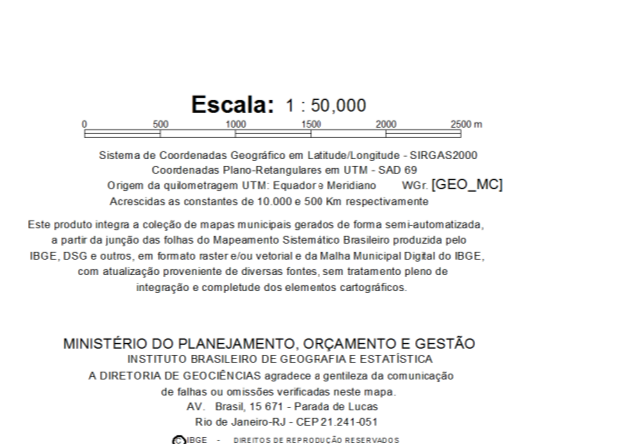 Escala: 1 : 50,000
0 500 1000 1500 2000 2500 m
Sistema de Coordenadas Geográfico em Latitude/Longitude - SIRGAS2000
Coordenadas Plano-Retangulares em UTM - SAD 69
Origem da quilometragem UTM: Equador e Meridiano WGr. [GEO_MC]
Acrescidas as constantes de 10.000 e 500 Km respectivamente
Este produto integra a coleção de mapas municipais gerados de forma semi-automatizada,
a partir da junção das folhas do Mapeamento Sistemático Brasileiro produzida pelo
IBGE, DSG e outros, em formato raster e/ou vetorial e da Malha Municipal Digital do IBGE,
com atualização proveniente de diversas fontes, sem tratamento pleno de
integração e completude dos elementos cartográficos.
MINISTÉRIO DO PLANEJAMENTO, ORÇAMENTO E GESTÃO
INSTITUTO BRASILEIRO DE GEOGRAFIA E ESTATÍSTICA
A DIRETORIA DE GEOCIÊNCIAS agradece a gentileza da comunicação
de falhas ou omissões verificadas neste mapa.
AV. Brasil, 15 671 - Parada de Lucas
Rio de Janeiro-RJ - CEP 21.241-051
© IBGE - DIREITOS DE REPRODUÇÃO RESERVADOS